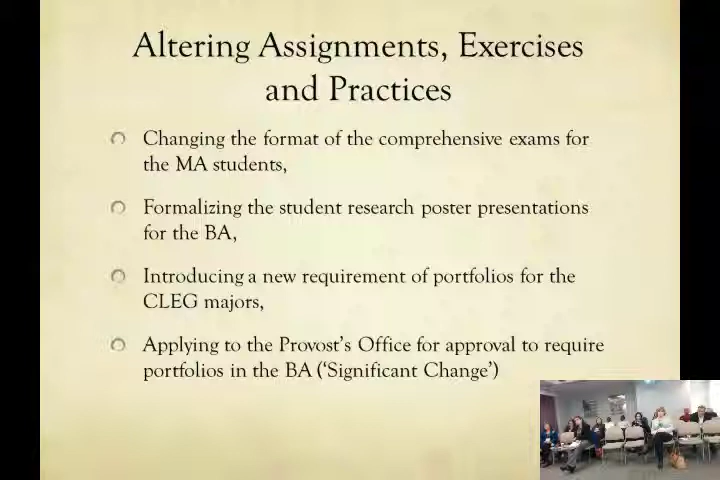 Altering Assignments, Exercises
and Practices
Changing the format of the comprehensive exams for
the MA students,
Formalizing the student research poster presentations
for the BA,
Introducing a new requirement of portfolios for the
CLEG majors,
Applying to the Provost’s Office for approval to require
portfolios in the BA (‘Significant Change’)